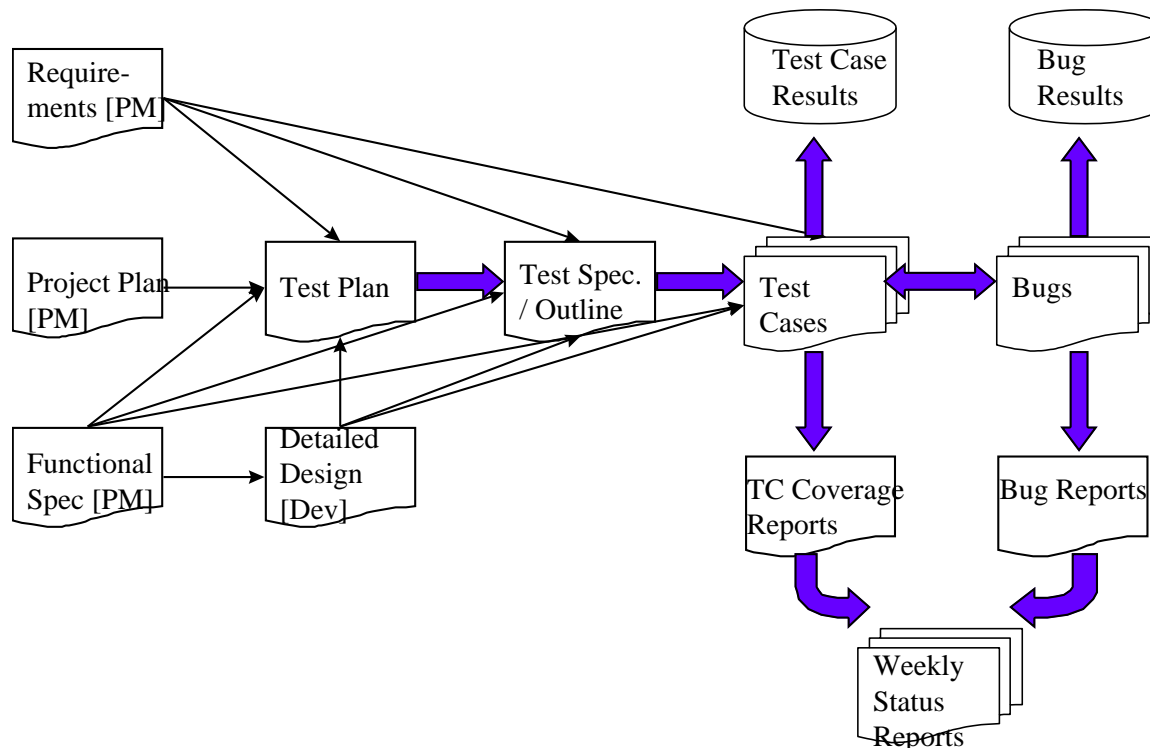 Require-
ments [PM]
Test Case
Results
Bug
Results
Project Plan
[PM]
Test Plan
Test Spec.
/ Outline
Test
Cases
Bugs
Functional
Spec [PM]
Detailed
Design
[Dev]
TC Coverage
Reports
Bug Reports
Weekly
Status
Reports